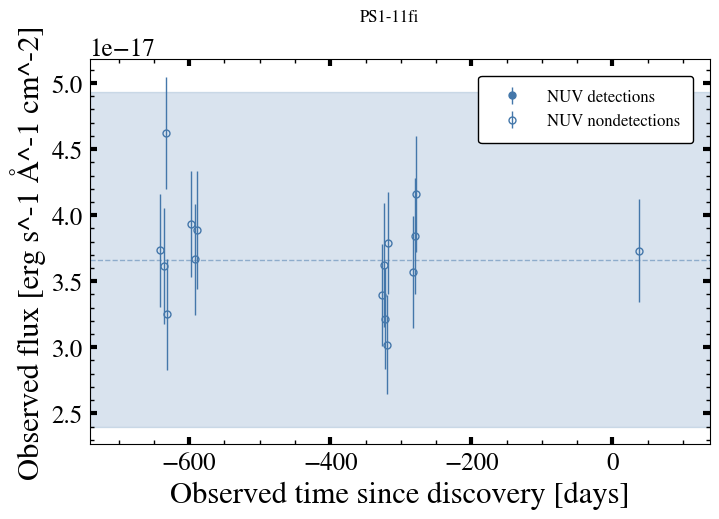 PS1-11fi
1e−17
Observed flux [erg s^-1 Å^-1 cm^-2]
5.0
4.5
4.0
3.5
3.0
2.5
NUV detections
NUV nondetections
−600
−400
−200
0
Observed time since discovery [days]